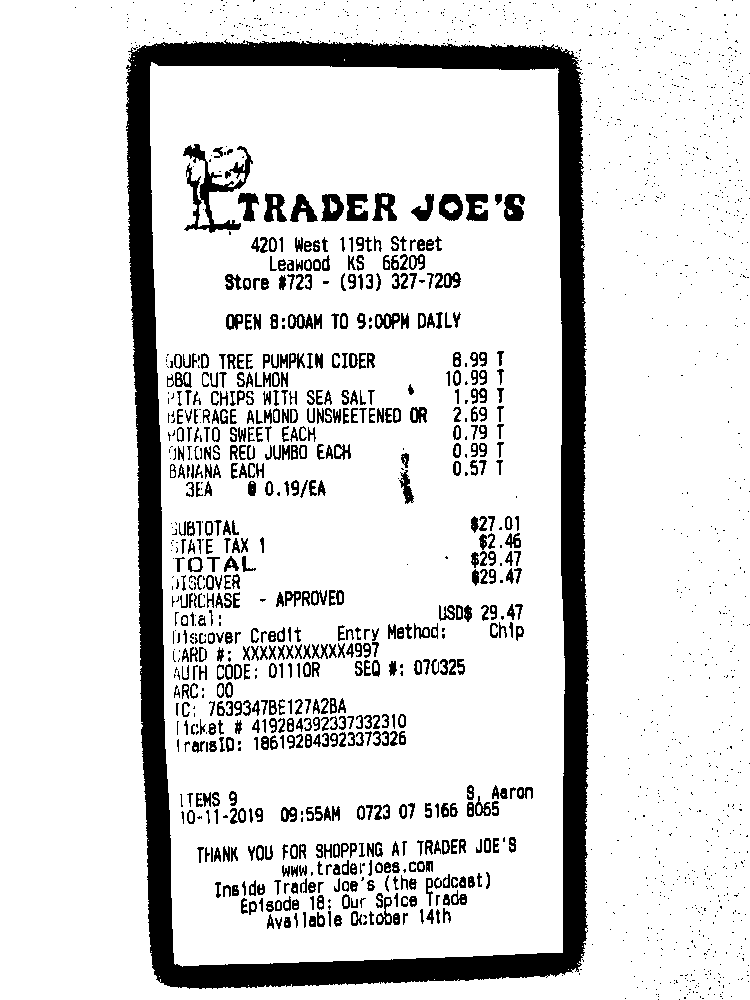 TRADER JOE'S
4201 West 119th Street
Leawood KS 66209
Store #723 - (913) 327-7209
OPEN 8:00AM TO 9:00PM DAILY
GOURD TREE PUMPKIN CIDER 8.99 T
BBQ CUT SALMON 10.99 T
PITA CHIPS WITH SEA SALT 1.99 T
BEVERAGE ALMOND UNSWEETENED OR 2.69 T
POTATO SWEET EACH 0.79 T
ONIONS RED JUMBO EACH 0.99 T
BANANA EACH 0.57 T
3EA @ 0.19/EA
SUBTOTAL $27.01
STATE TAX 1 $2.46
TOTAL $29.47
DISCOVER $29.47
PURCHASE - APPROVED
Total: USD$ 29.47
Discover Credit Entry Method: Chip
CARD #: XXXXXXXXXXXX4997
AUTH CODE: 01110R SEQ #: 070325
ARC: 00
TC: 7639347BE127A2BA
Ticket # 419284392337332310
TransID: 186192843923373326
ITEMS 9 S, Aaron
10-11-2019 09:55AM 0723 07 5166 8065
THANK YOU FOR SHOPPING AT TRADER JOE'S
www.traderjoes.com
Inside Trader Joe's (the podcast)
Episode 18: Our Spice Trade
Available October 14th